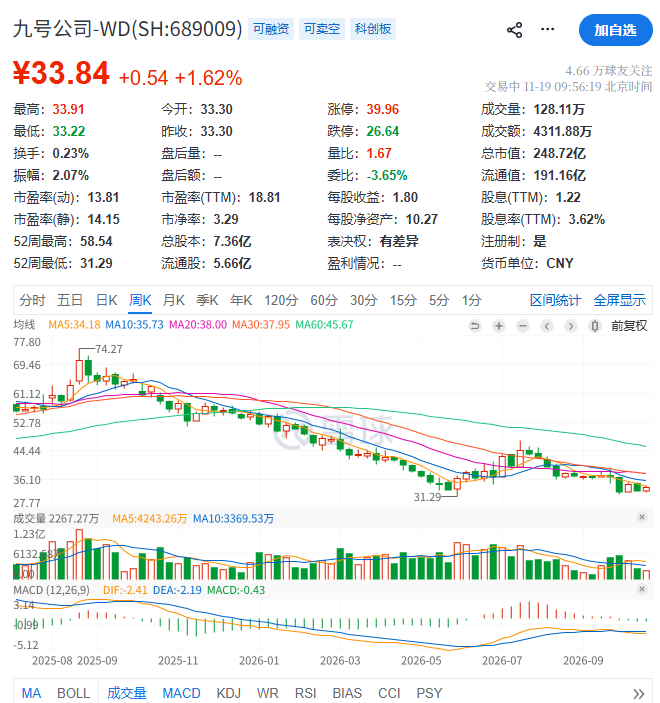 九号公司-WD(SH:689009) 可融资 可卖空 科创板 加自选
¥33.84 +0.54 +1.62%
4.66 万球友关注
交易中 11-19 09:56:19 北京时间
最高：33.91 今开：33.30 涨停：39.96 成交量：128.11万
最低：33.22 昨收：33.30 跌停：26.64 成交额：4311.88万
换手：0.23% 盘后量：-- 量比：1.67 总市值：248.72亿
振幅：2.07% 盘后额：-- 委比：-3.65% 流通值：191.16亿
市盈率(动)：13.81 市盈率(TTM)：18.81 每股收益：1.80 股息(TTM)：1.22
市盈率(静)：14.15 市净率：3.29 每股净资产：10.27 股息率(TTM)：3.62%
52周最高：58.54 总股本：7.36亿 表决权：有差异 注册制：是
52周最低：31.29 流通股：5.66亿 盈利情况：-- 货币单位：CNY
分时 五日 日K 周K 月K 季K 年K 120分 60分 30分 15分 5分 1分 区间统计 全屏显示
均线 MA5:34.18 MA10:35.73 MA20:38.00 MA30:37.95 MA60:45.67 前复权
77.80
74.27
69.46
61.12
52.78
雪球
44.44
36.10
31.29
27.77
成交量 2267.27万 MA5:4243.26万 MA10:3369.53万
1.23亿
MACD (12,26,9) DIF:-2.41 DEA:-2.19 MACD:-0.43
3.14
-0.99
-5.12
2025-08 2025-09 2025-11 2026-01 2026-03 2026-05 2026-07 2026-09
MA BOLL 成交量 MACD KDJ WR RSI BIAS CCI PSY